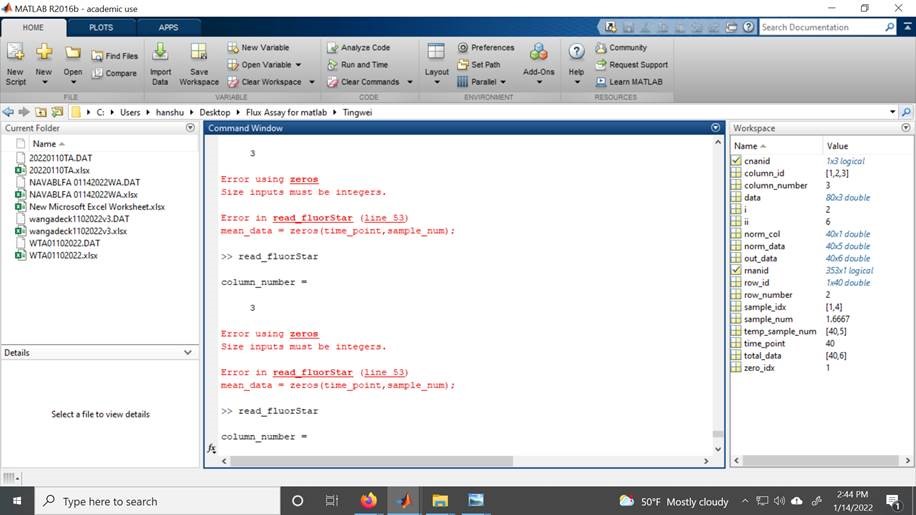 MATLAB R2016b - academic use
HOME PLOTS APPS
Search Documentation
New Script
New
Open
Find Files
Compare
Import Data
Save Workspace
New Variable
Open Variable
Clear Workspace
Analyze Code
Run and Time
Clear Commands
Layout
Preferences
Set Path
Parallel
Add-Ons
Help
Community
Request Support
Learn MATLAB
FILE VARIABLE CODE ENVIRONMENT RESOURCES
C: Users hanshu Desktop Flux Assay for matlab Tingwei
Current Folder
Name
20220110TA.DAT
20220110TA.xlsx
NAVABLFA 01142022WA.DAT
NAVABLFA 01142022WA.xlsx
New Microsoft Excel Worksheet.xlsx
wangadeck1102022v3.DAT
wangadeck1102022v3.xlsx
WTA01102022.DAT
WTA01102022.xlsx
Details
Select a file to view details
Command Window
3
Error using zeros
Size inputs must be integers.
Error in read_fluorStar (line 53)
mean_data = zeros(time_point,sample_num);
>> read_fluorStar
column_number =
3
Error using zeros
Size inputs must be integers.
Error in read_fluorStar (line 53)
mean_data = zeros(time_point,sample_num);
>> read_fluorStar
column_number =
fx
Workspace
Name Value
cnanid 1x3 logical
column_id [1,2,3]
column_number 3
data 80x3 double
i 2
ii 6
norm_col 40x1 double
norm_data 40x5 double
out_data 40x6 double
rnanid 353x1 logical
row_id 1x40 double
row_number 2
sample_idx [1,4]
sample_num 1.6667
temp_sample_num [40,5]
time_point 40
total_data [40,6]
zero_idx 1
Type here to search
50°F Mostly cloudy
2:44 PM
1/14/2022
1